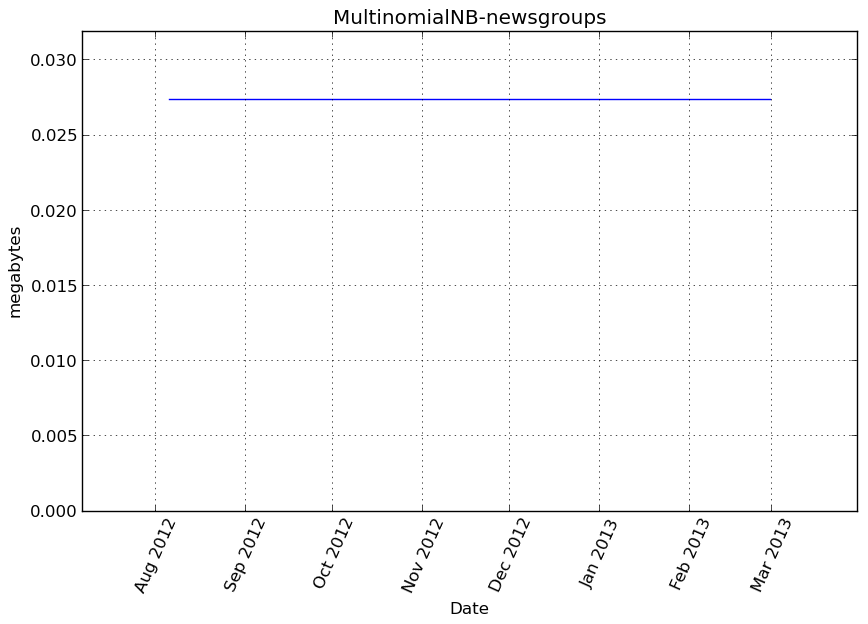 MultinomialNB-newsgroups
0.030
0.025
0.020
0.015
0.010
0.005
0.000
megabytes
Aug 2012
Sep 2012
Oct 2012
Nov 2012
Dec 2012
Jan 2013
Feb 2013
Mar 2013
Date